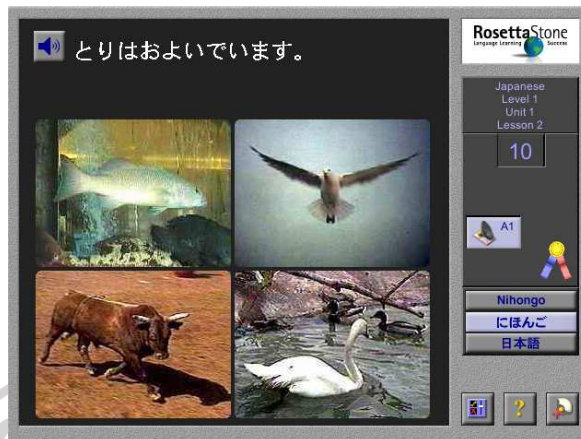 とりはおよいでいます。
RosettaStone
Language Learning Success
Japanese
Level 1
Unit 1
Lesson 2
10
A1
Nihongo
にほんご
日本語
?